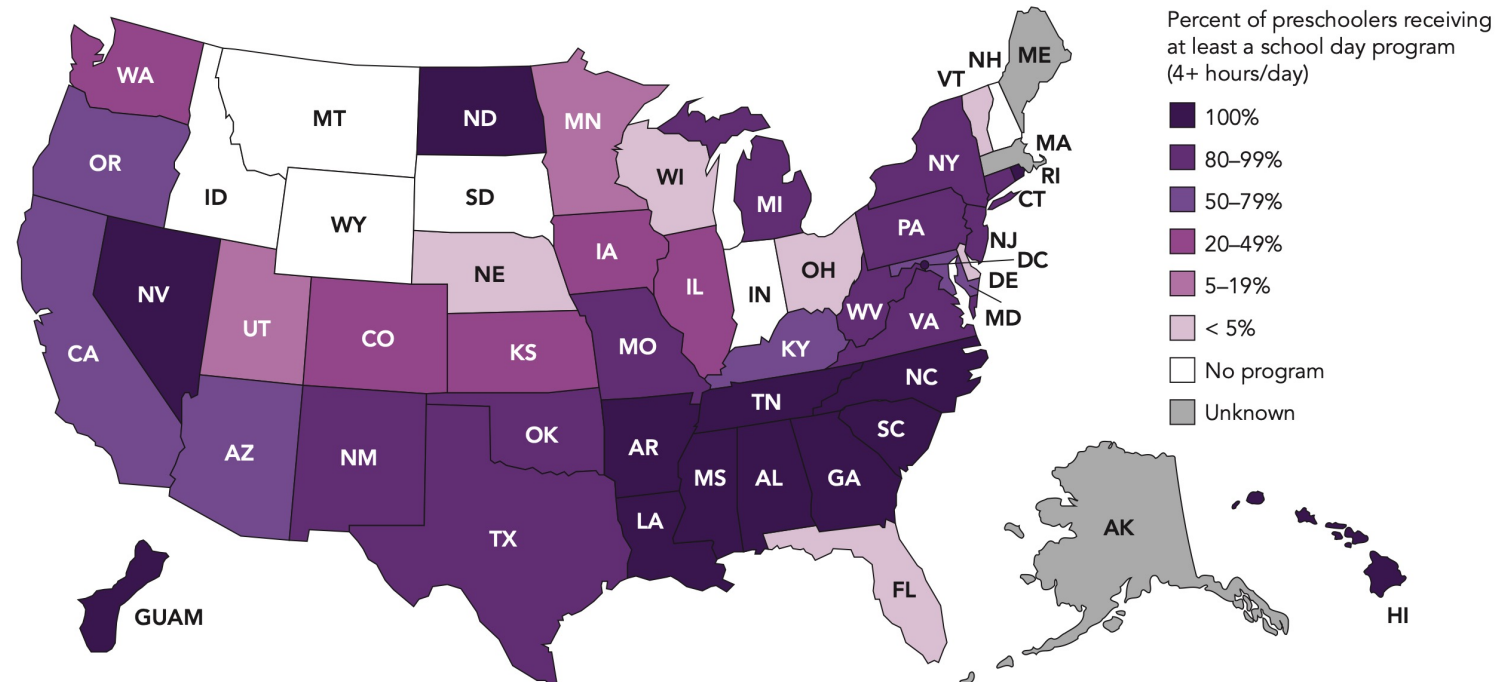 Percent of preschoolers receiving
at least a school day program
(4+ hours/day)
100%
80–99%
50–79%
20–49%
5–19%
< 5%
No program
Unknown
WA
MT
ND
MN
OR
ID
SD
WY
WI
MI
NY
VT
NH
ME
MA
RI
CT
NJ
DC
DE
MD
PA
NE
IA
IL
IN
OH
WV
VA
NV
UT
CO
KS
MO
KY
CA
AZ
NM
OK
AR
TN
NC
SC
MS
AL
GA
LA
TX
FL
AK
HI
GUAM